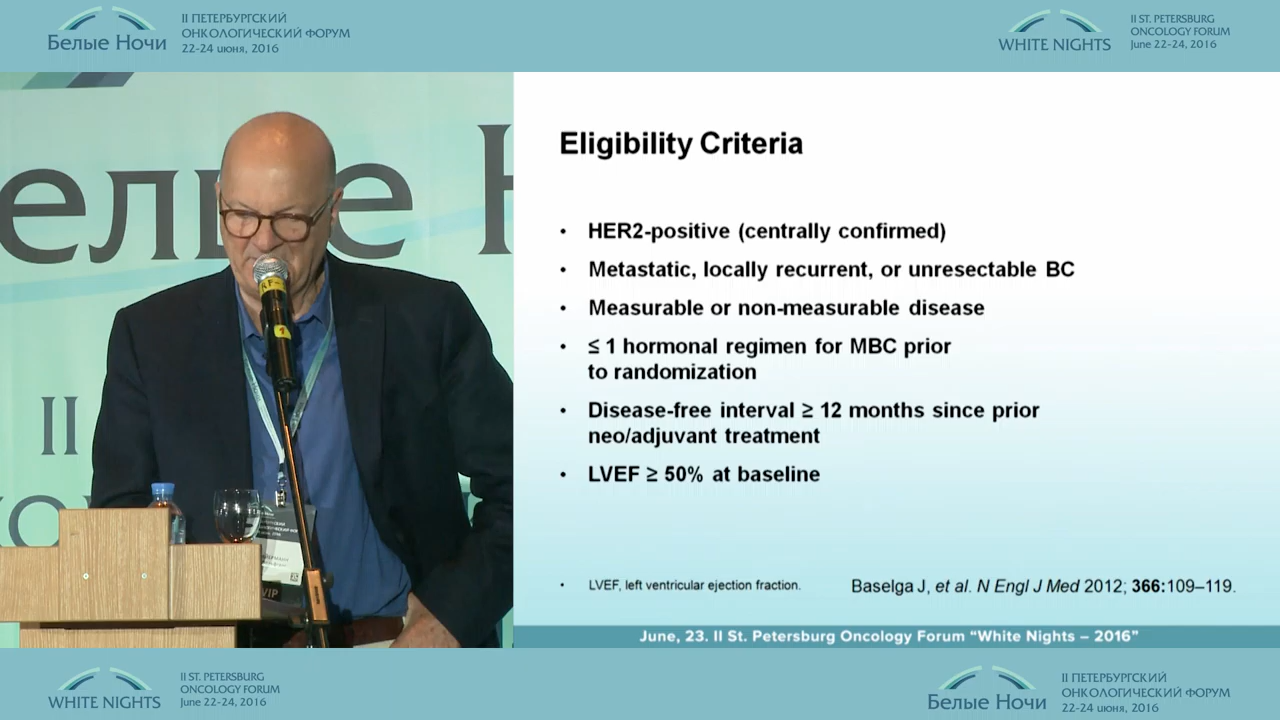 Белые Ночи
II ПЕТЕРБУРГСКИЙ
ОНКОЛОГИЧЕСКИЙ ФОРУМ
22-24 июня, 2016
WHITE NIGHTS
II ST. PETERSBURG
ONCOLOGY FORUM
June 22-24, 2016
елые Н
II
Eligibility Criteria
• HER2-positive (centrally confirmed)
• Metastatic, locally recurrent, or unresectable BC
• Measurable or non-measurable disease
• ≤ 1 hormonal regimen for MBC prior
to randomization
• Disease-free interval ≥ 12 months since prior
neo/adjuvant treatment
• LVEF ≥ 50% at baseline
• LVEF, left ventricular ejection fraction.
Baselga J, et al. N Engl J Med 2012; 366:109–119.
VIP
June, 23. II St. Petersburg Oncology Forum “White Nights – 2016”
WHITE NIGHTS
II ST. PETERSBURG
ONCOLOGY FORUM
June 22-24, 2016
Белые Ночи
II ПЕТЕРБУРГСКИЙ
ОНКОЛОГИЧЕСКИЙ ФОРУМ
22-24 июня, 2016